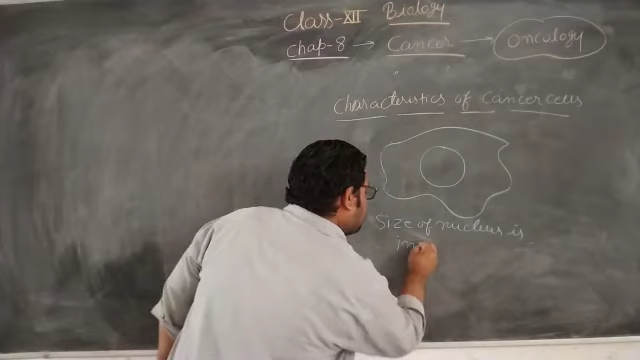 Class-XII Biology
Chap-8 → Cancer → Oncology
Characteristics of Cancer cells
Size of nucleus is